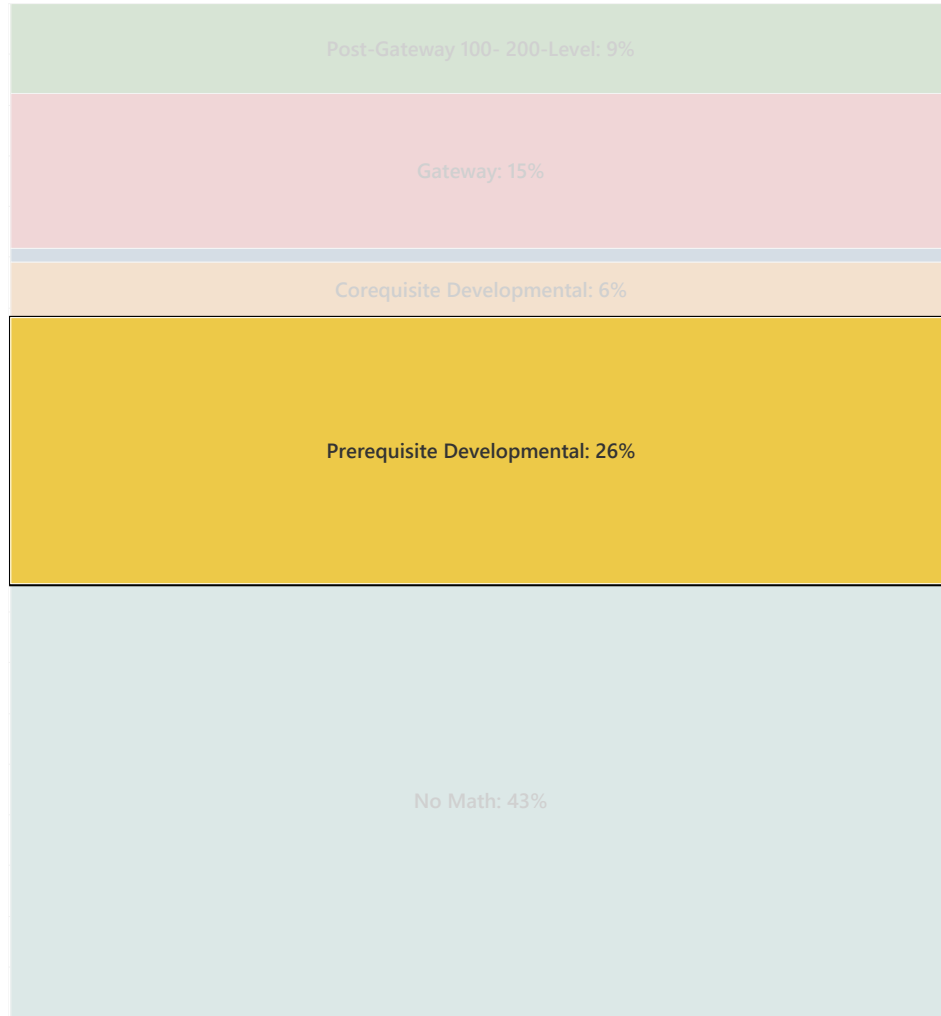 Post-Gateway 100- 200-Level: 9%
Gateway: 15%
Corequisite Developmental: 6%
Prerequisite Developmental: 26%
No Math: 43%